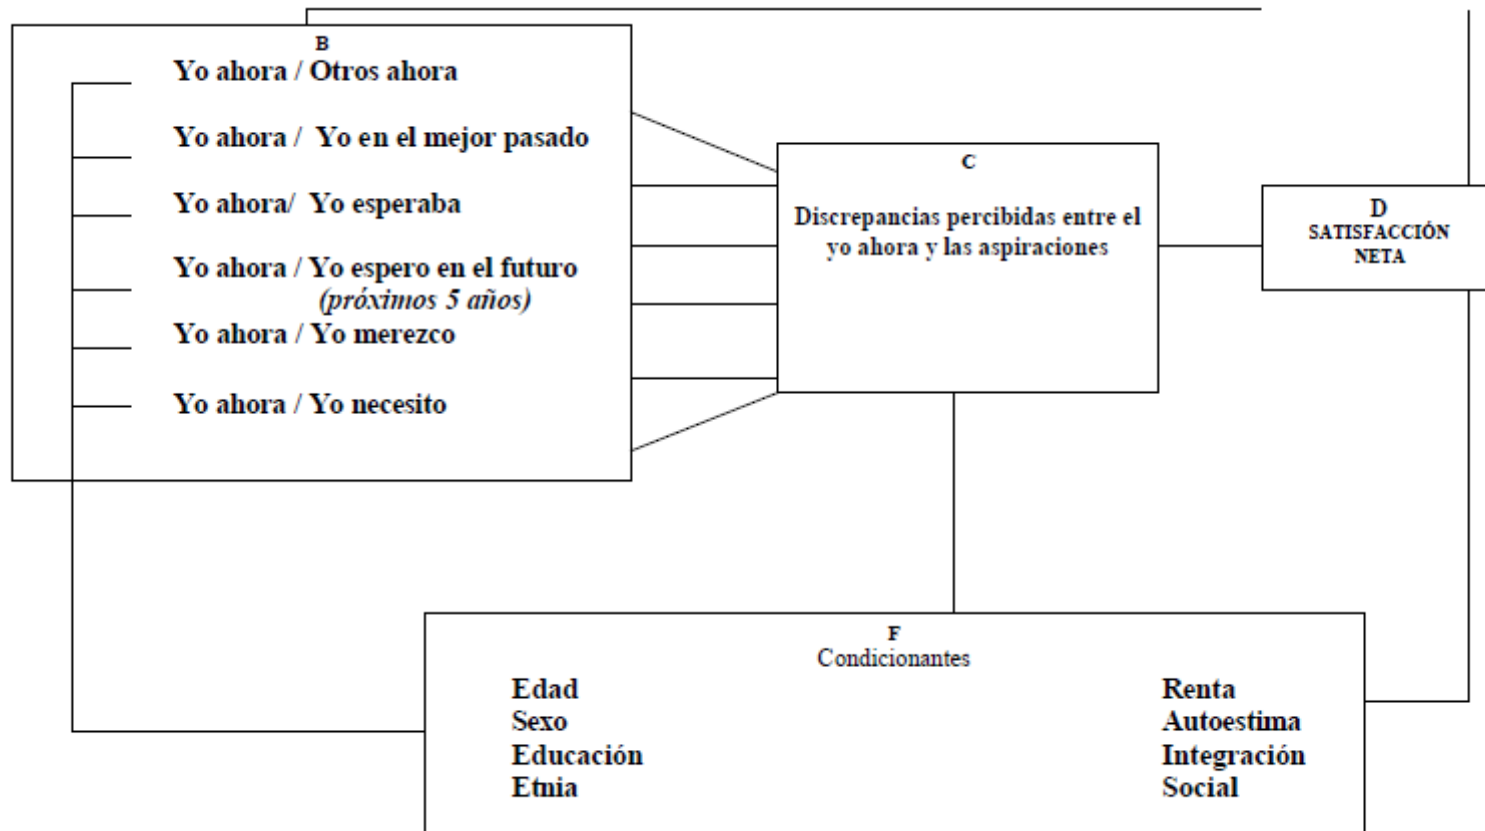 B
Yo ahora / Otros ahora
Yo ahora / Yo en el mejor pasado
Yo ahora/ Yo esperaba
Yo ahora / Yo espero en el futuro
(próximos 5 años)
Yo ahora / Yo merezco
Yo ahora / Yo necesito
C
Discrepancias percibidas entre el
yo ahora y las aspiraciones
D
SATISFACCIÓN
NETA
F
Condicionantes
Edad
Sexo
Educación
Etnia
Renta
Autoestima
Integración
Social